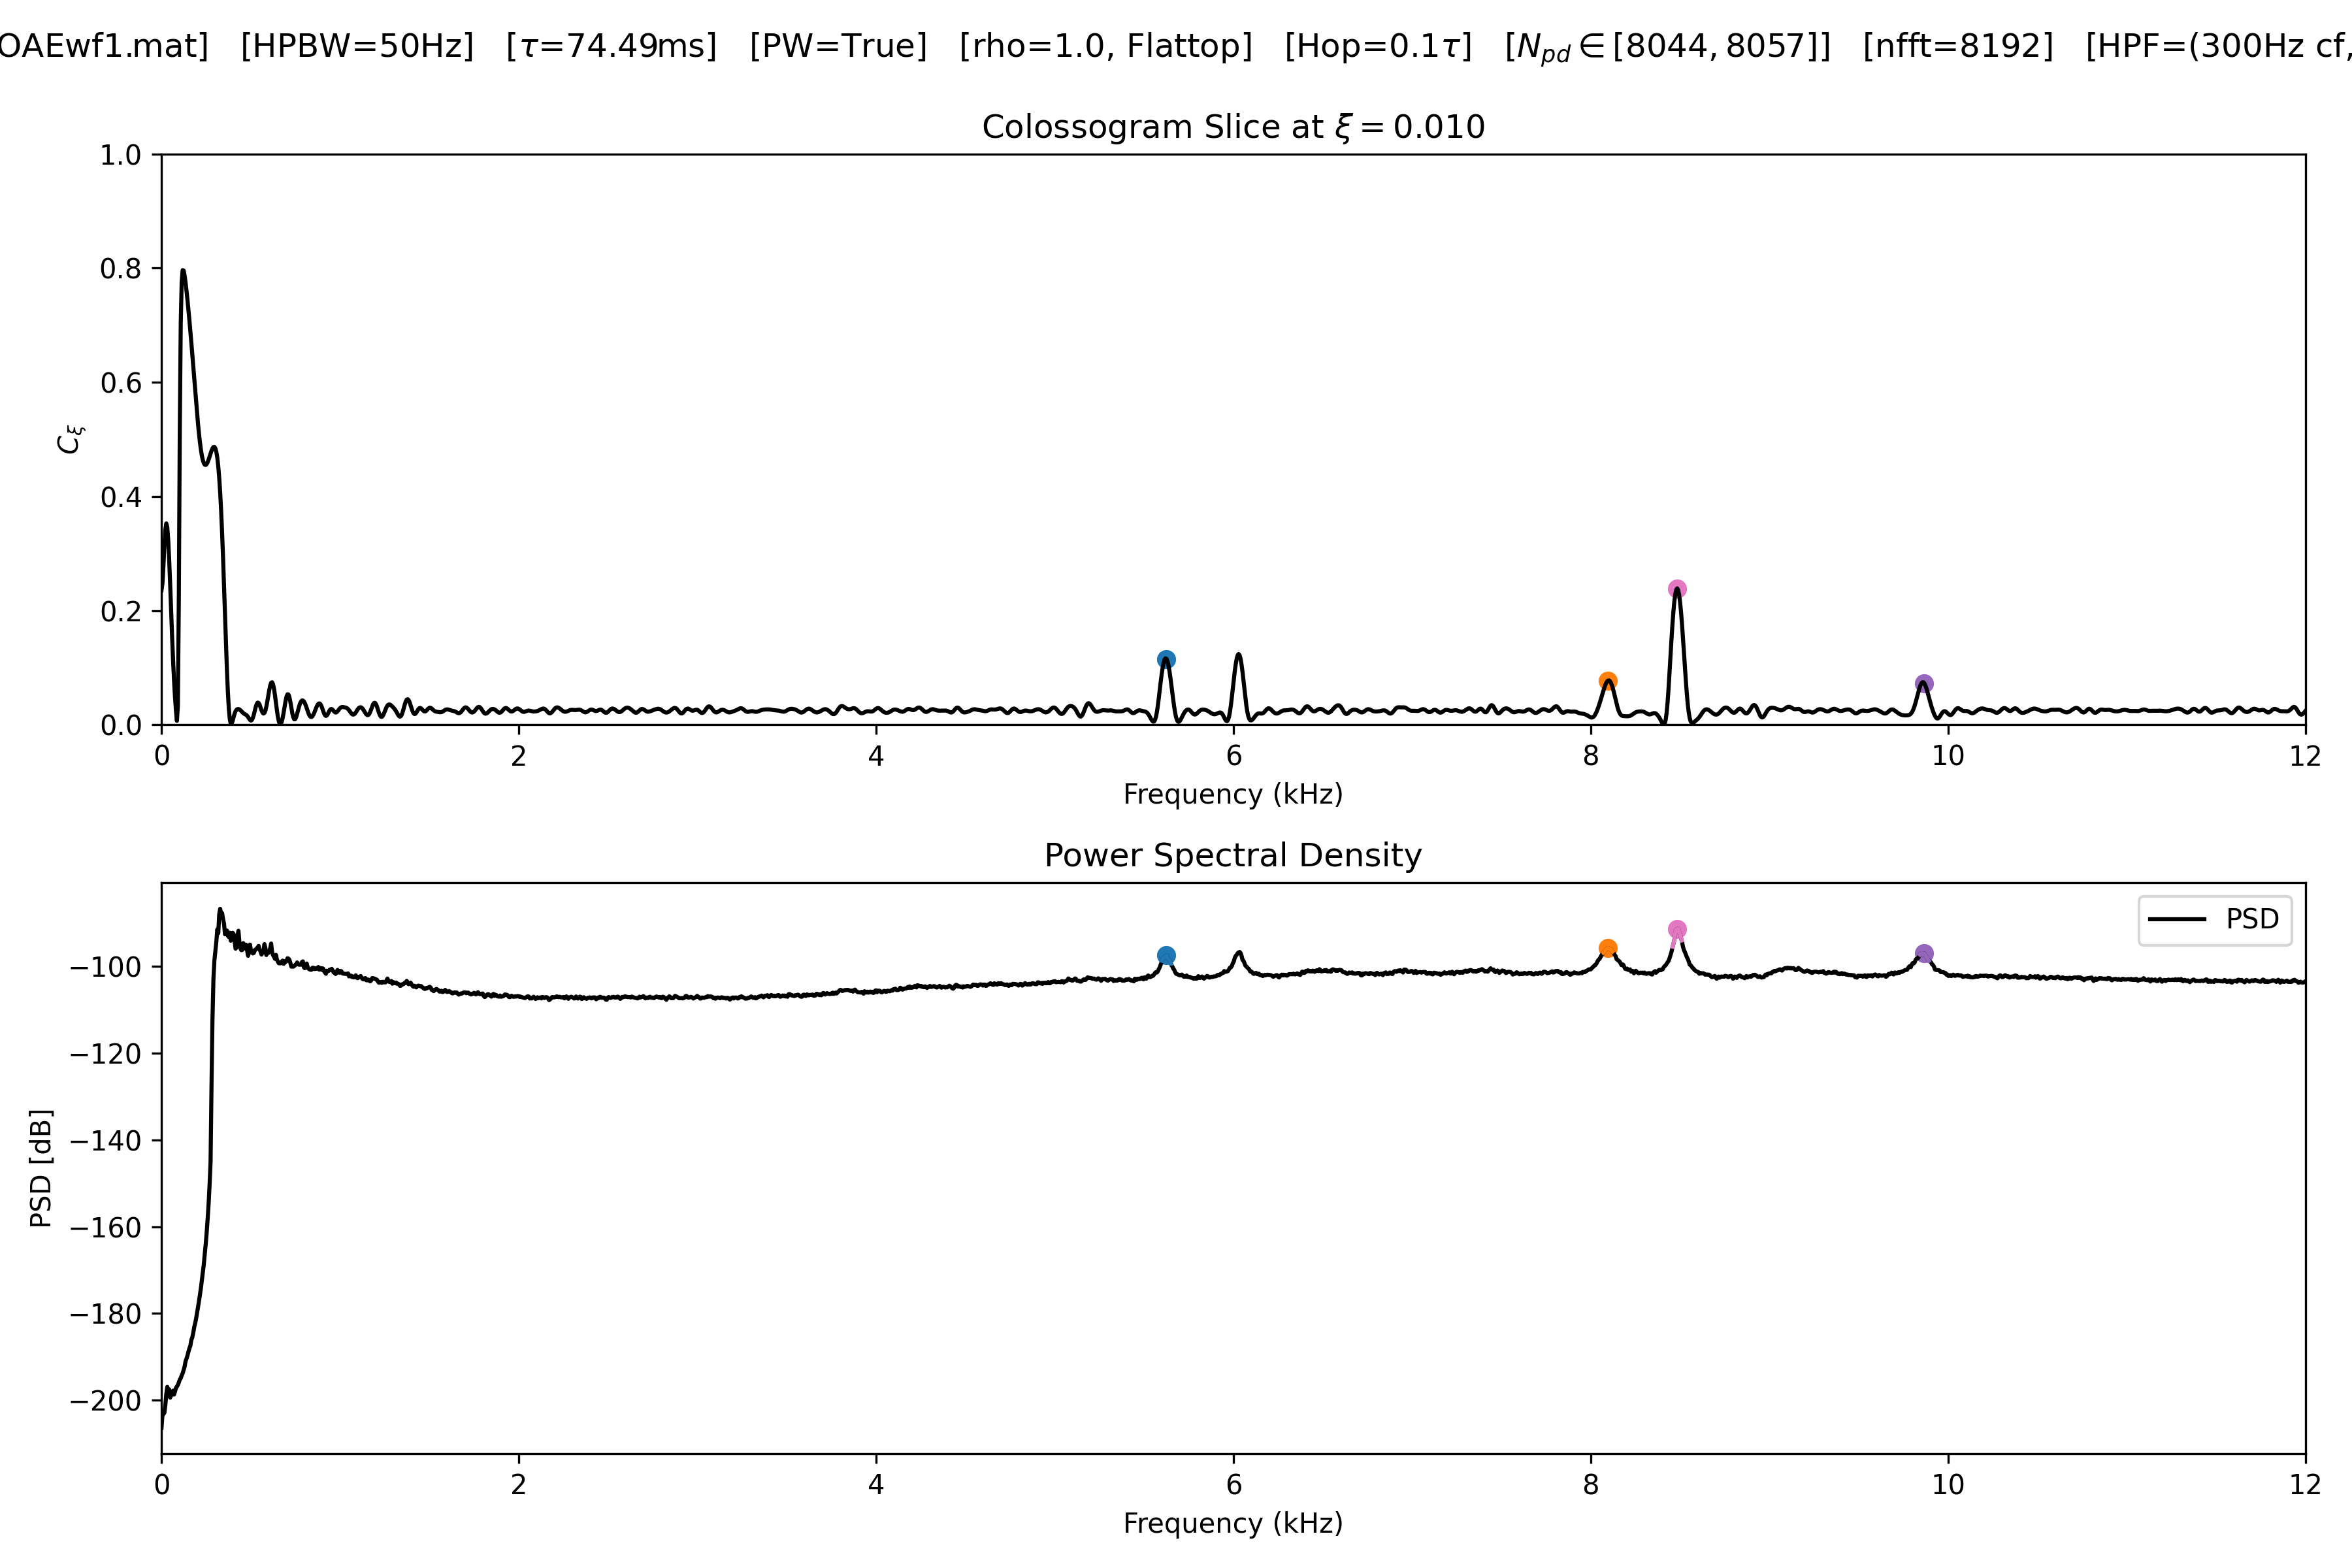 OAEwf1.mat] [HPBW=50Hz] [τ=74.49ms] [PW=True] [rho=1.0, Flattop] [Hop=0.1τ] [N_pd ∈ [8044, 8057]] [nfft=8192] [HPF=(300Hz cf,
Colossogram Slice at ξ = 0.010
1.0
0.8
0.6
0.4
0.2
0.0
C_ξ
0 2 4 6 8 10 12
Frequency (kHz)
Power Spectral Density
PSD
−100
−120
−140
−160
−180
−200
PSD [dB]
0 2 4 6 8 10 12
Frequency (kHz)